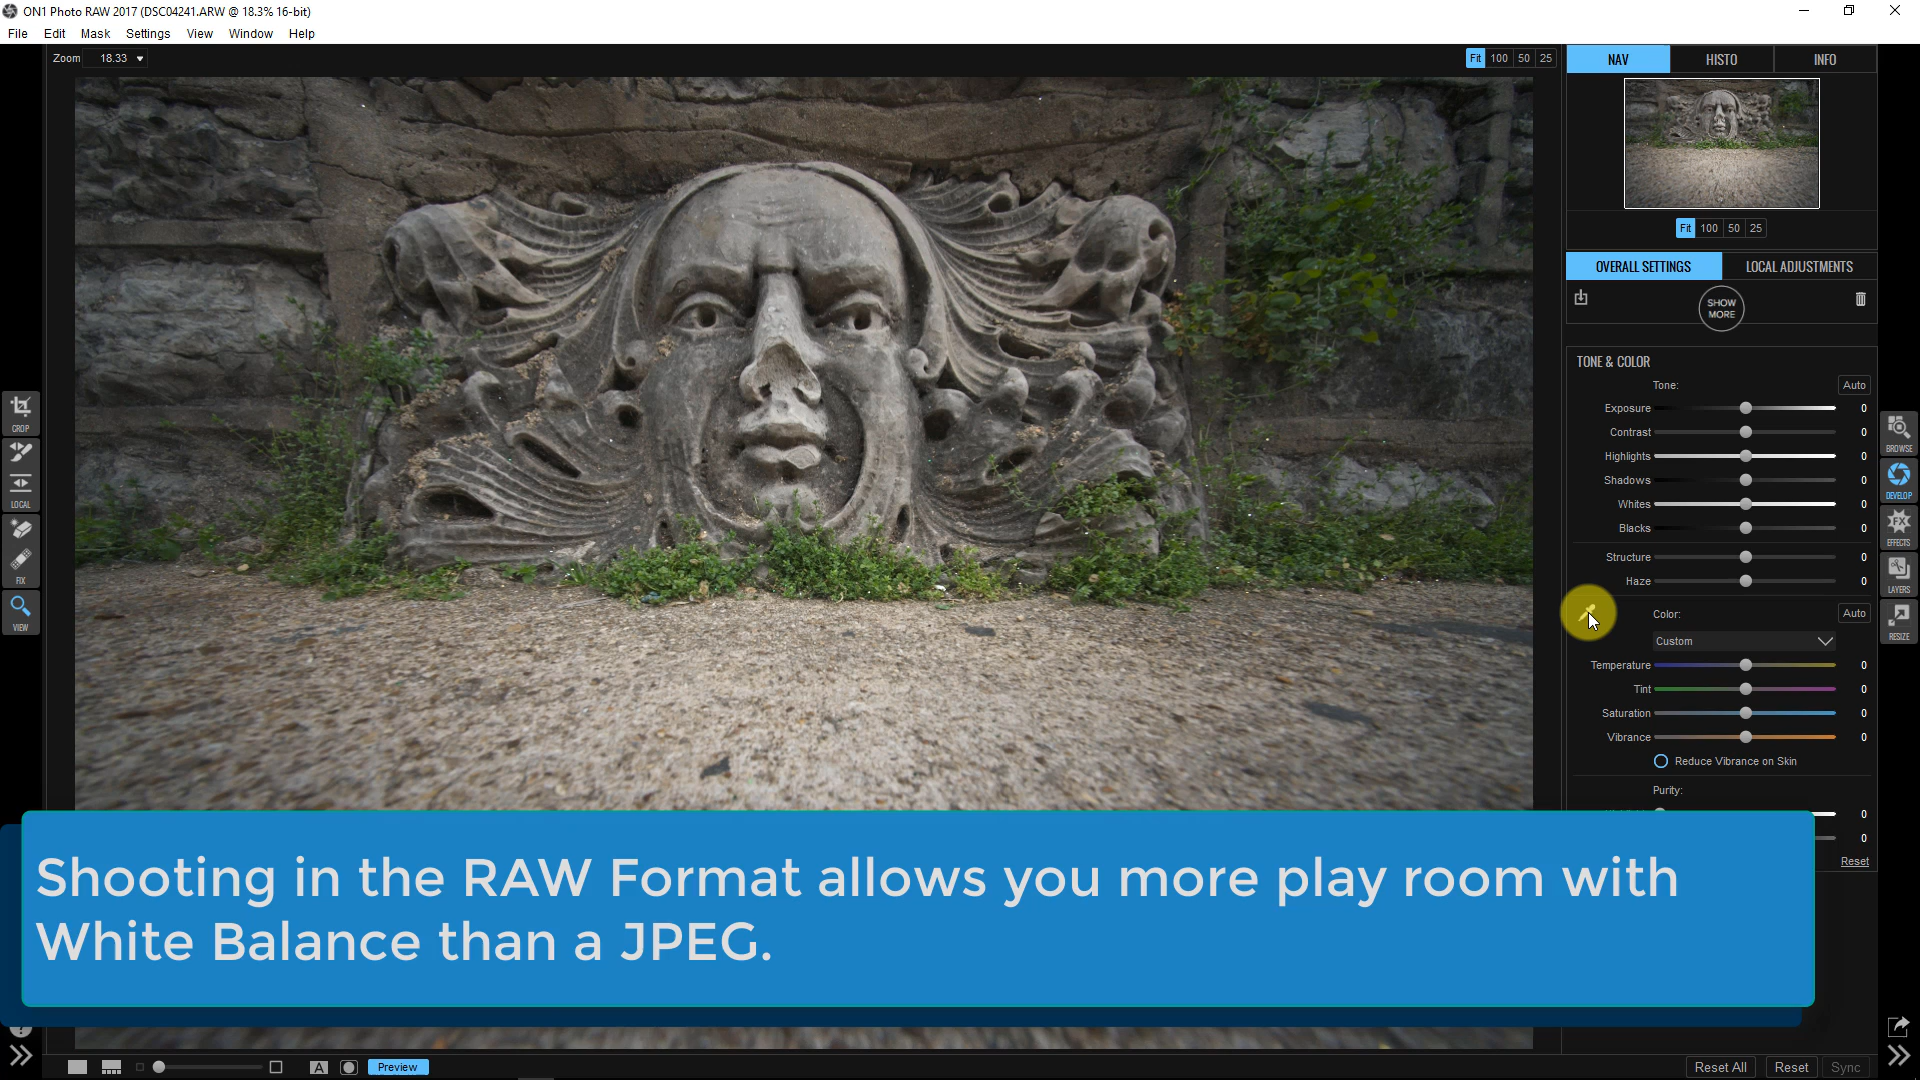 ON1 Photo RAW 2017 (DSC04241.ARW @ 18.3% 16-bit)
File Edit Mask Settings View Window Help
Zoom 18.33
Fit 100 50 25
NAV HISTO INFO
Fit 100 50 25
OVERALL SETTINGS LOCAL ADJUSTMENTS
SHOW
MORE
TONE & COLOR
Tone: Auto
Exposure 0
Contrast 0
Highlights 0
Shadows 0
Whites 0
Blacks 0
Structure 0
Haze 0
Color: Auto
Custom
Temperature 0
Tint 0
Saturation 0
Vibrance 0
Reduce Vibrance on Skin
Purity:
0
0
Reset
CROP
LOCAL
FIX
VIEW
BROWSE
DEVELOP
FX
EFFECTS
LAYERS
RESIZE
Shooting in the RAW Format allows you more play room with
White Balance than a JPEG.
A Preview
Reset All Reset Sync